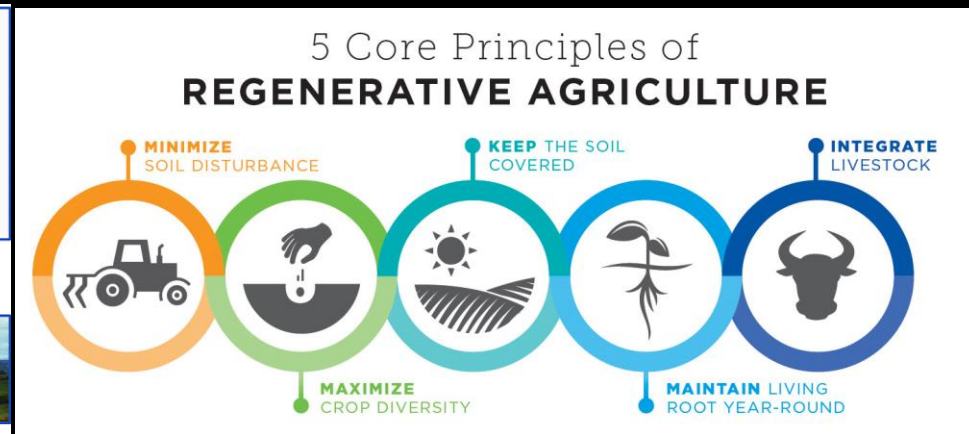 5 Core Principles of
REGENERATIVE AGRICULTURE
MINIMIZE
SOIL DISTURBANCE
MAXIMIZE
CROP DIVERSITY
KEEP THE SOIL
COVERED
MAINTAIN LIVING
ROOT YEAR-ROUND
INTEGRATE
LIVESTOCK